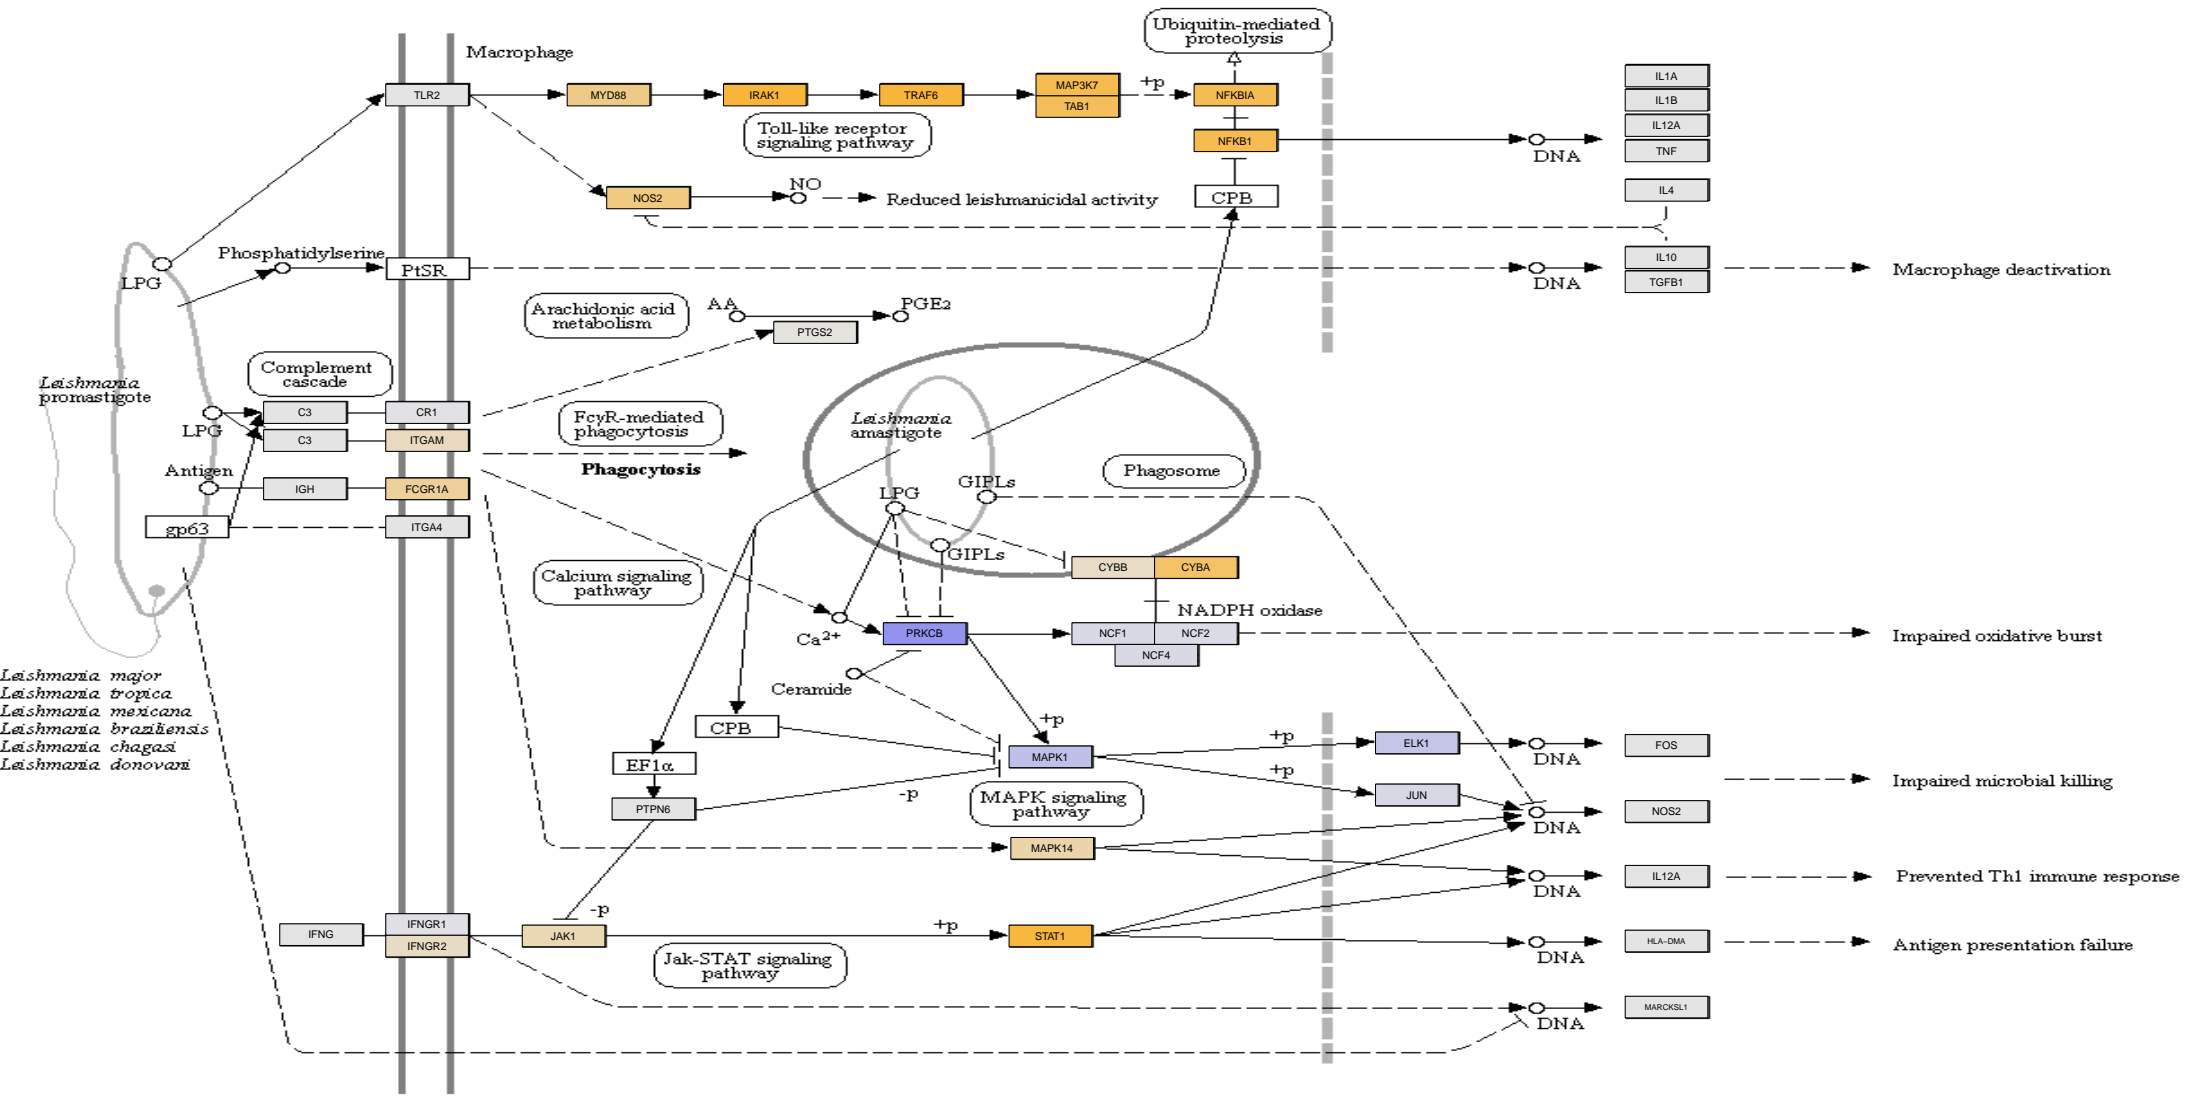 Ubiquitin-mediated
proteolysis
Macrophage
TLR2
MYD88
IRAK1
TRAF6
MAP3K7
TAB1
+p
NFKBIA
NFKB1
Toll-like receptor
signaling pathway
DNA
IL1A
IL1B
IL12A
TNF
IL4
NOS2
NO
Reduced leishmanicidal activity
CPB
LPG
Phosphatidylserine
PtSR
DNA
IL10
TGFB1
Macrophage deactivation
Arachidonic acid
metabolism
AA
PGE2
PTGS2
Complement
cascade
Leishmania
promastigote
LPG
C3
CR1
C3
ITGAM
FcγR-mediated
phagocytosis
Phagocytosis
Antigen
IGH
FCGR1A
gp63
ITGA4
Leishmania
amastigote
Phagosome
LPG
GIPLs
GIPLs
CYBB
CYBA
NADPH oxidase
Calcium signaling
pathway
Ca2+
PRKCB
NCF1
NCF2
NCF4
Impaired oxidative burst
Ceramide
Leishmania major
Leishmania tropica
Leishmania mexicana
Leishmania braziliensis
Leishmania chagasi
Leishmania donovani
CPB
EF1α
PTPN6
-p
+p
MAPK1
+p
ELK1
DNA
FOS
+p
JUN
Impaired microbial killing
MAPK signaling
pathway
DNA
NOS2
MAPK14
DNA
IL12A
Prevented Th1 immune response
IFNG
IFNGR1
IFNGR2
-p
JAK1
+p
STAT1
Jak-STAT signaling
pathway
DNA
HLA-DMA
Antigen presentation failure
DNA
MARCKSL1